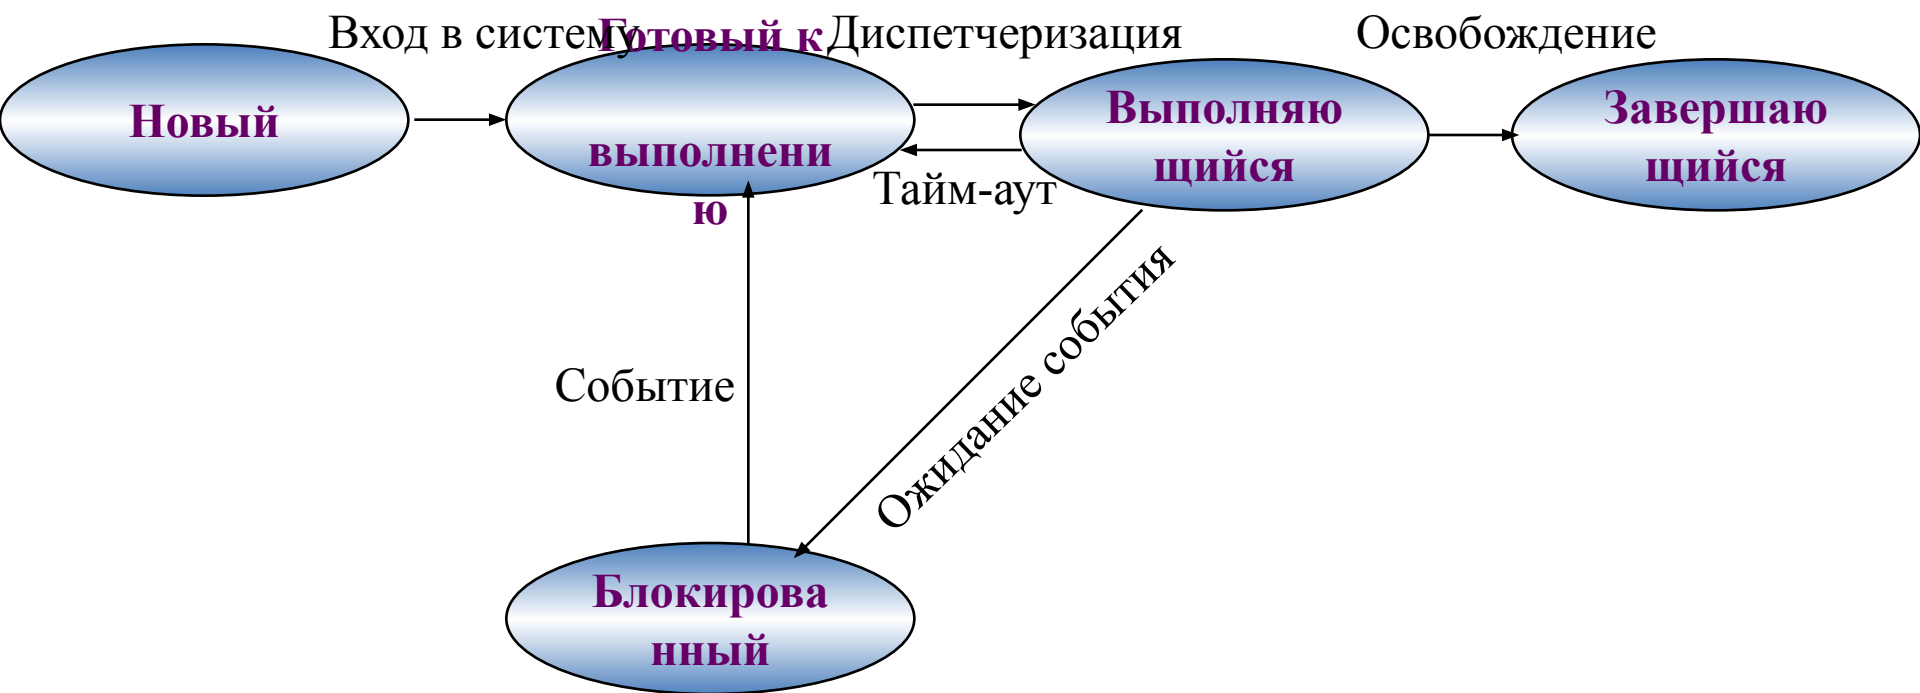 Вход в систему
Готовый к
Диспетчеризация
Освобождение
Новый
выполнени
ю
Выполняю
щийся
Завершаю
щийся
Тайм-аут
Ожидание события
Событие
Блокирова
нный